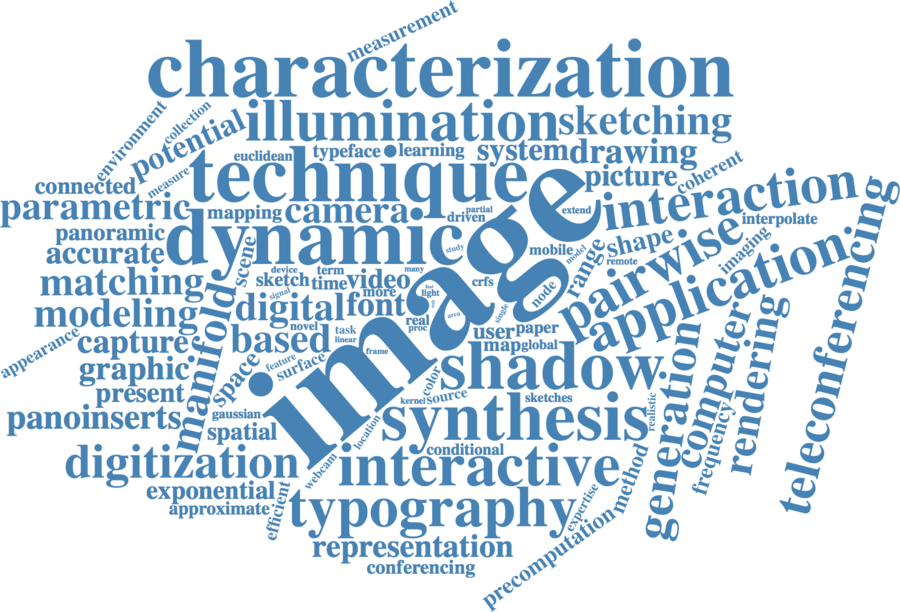 measurement
characterization
environment
collection
potential
illumination
sketching
euclidean
typeface
learning
system
drawing
connected
measure
technique
picture
coherent
parametric
mapping
camera
driven
partial
extend
interaction
interpolate
panoramic
accurate
dynamic
study
mobile
model
range
shape
remote
pairwise
imaging
application
teleconferencing
matching
scene
device
sketch
signal
term
time
video
many
more
light
crfs
node
image
modeling
manifold
digital
font
real
proc
area
single
user
paper
map
global
appearance
capture
based
novel
task
linear
frame
graphic
space
feature
surface
shadow
present
color
source
kernel
sketches
realistic
generation
computer
rendering
frequency
panoinserts
gaussian
spatial
location
synthesis
conditional
digitization
webcam
interactive
method
exponential
approximate
efficient
typography
expertise
precomputation
representation
conferencing